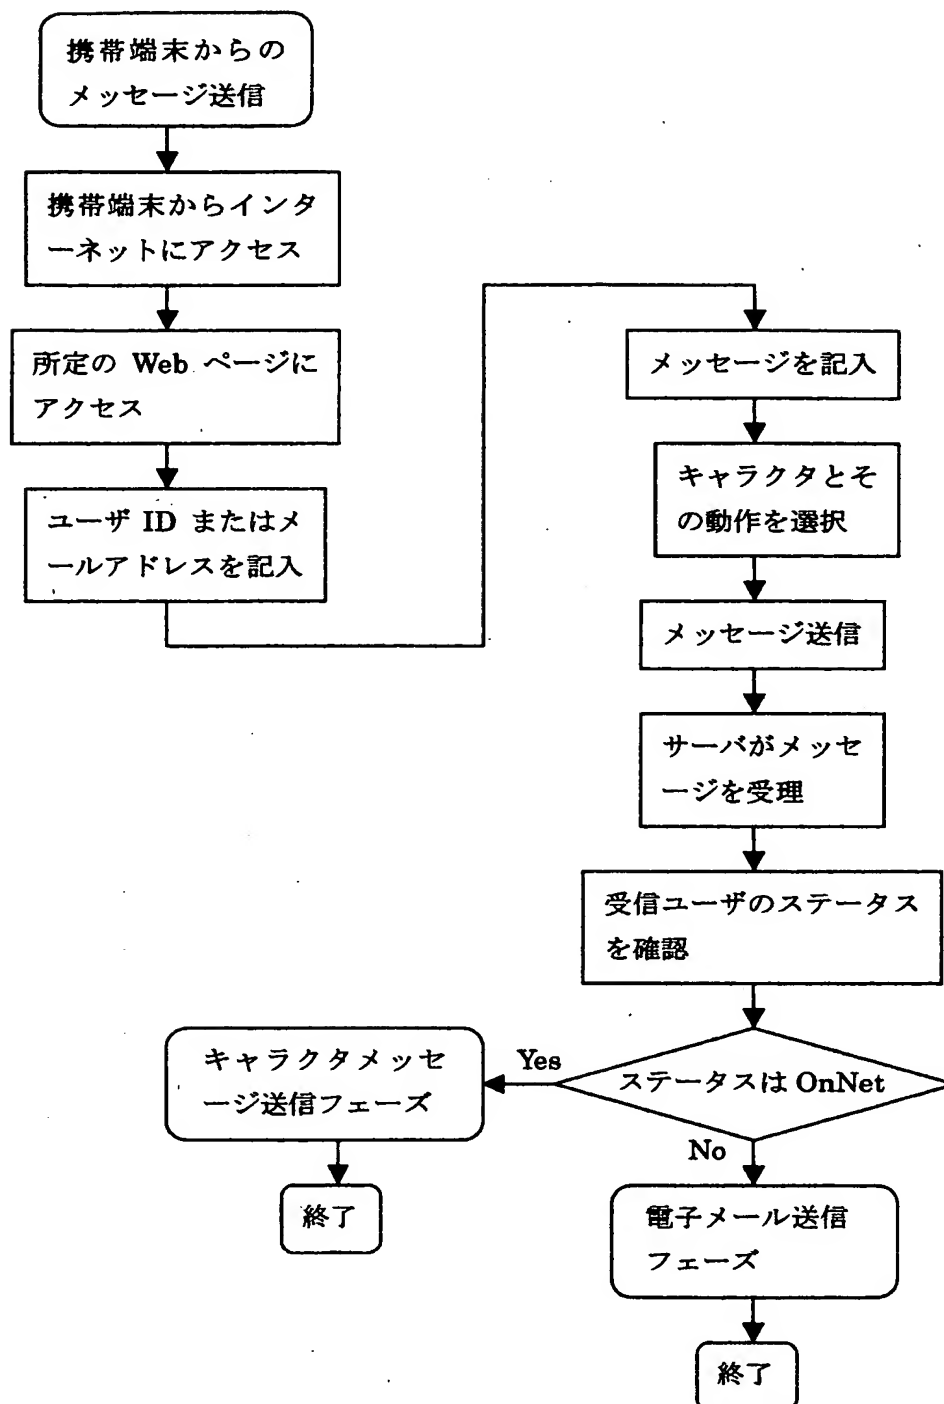 携帯端末からの
メッセージ送信
携帯端末からインタ
ーネットにアクセス
所定の Web ページに
アクセス
ユーザ ID またはメ
ールアドレスを記入
メッセージを記入
キャラクタとそ
の動作を選択
メッセージ送信
サーバがメッセ
ージを受理
受信ユーザのステータス
を確認
ステータスは OnNet
Yes
キャラクタメッセ
ージ送信フェーズ
終了
No
電子メール送信
フェーズ
終了